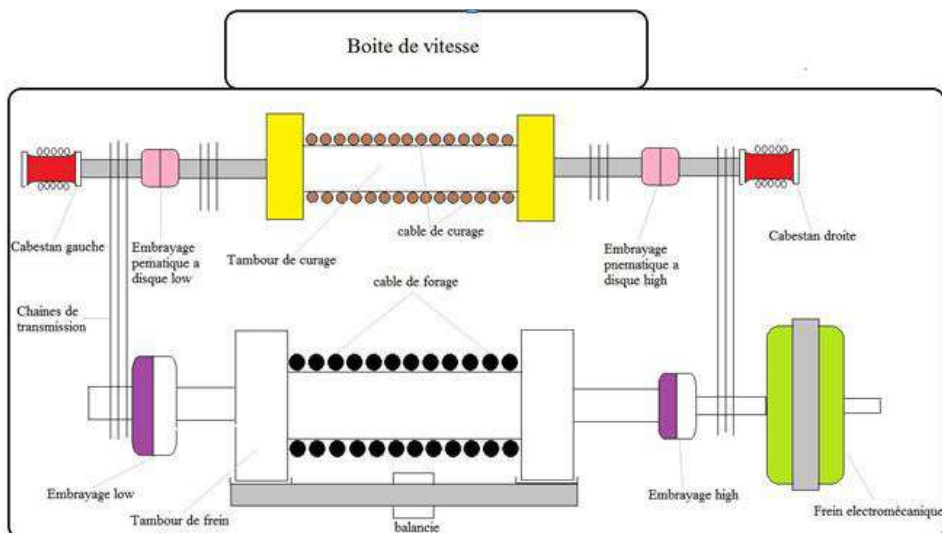 Boite de vitesse
Cabestan gauche
Embrayage
pematique a
disque low
Tambour de curage
cable de curage
Embrayage
pnematique a
disque high
Cabestan droite
Chaines de
transmission
cable de forage
Embrayage low
Tambour de frein
balancie
Embrayage high
Frein electromécanique